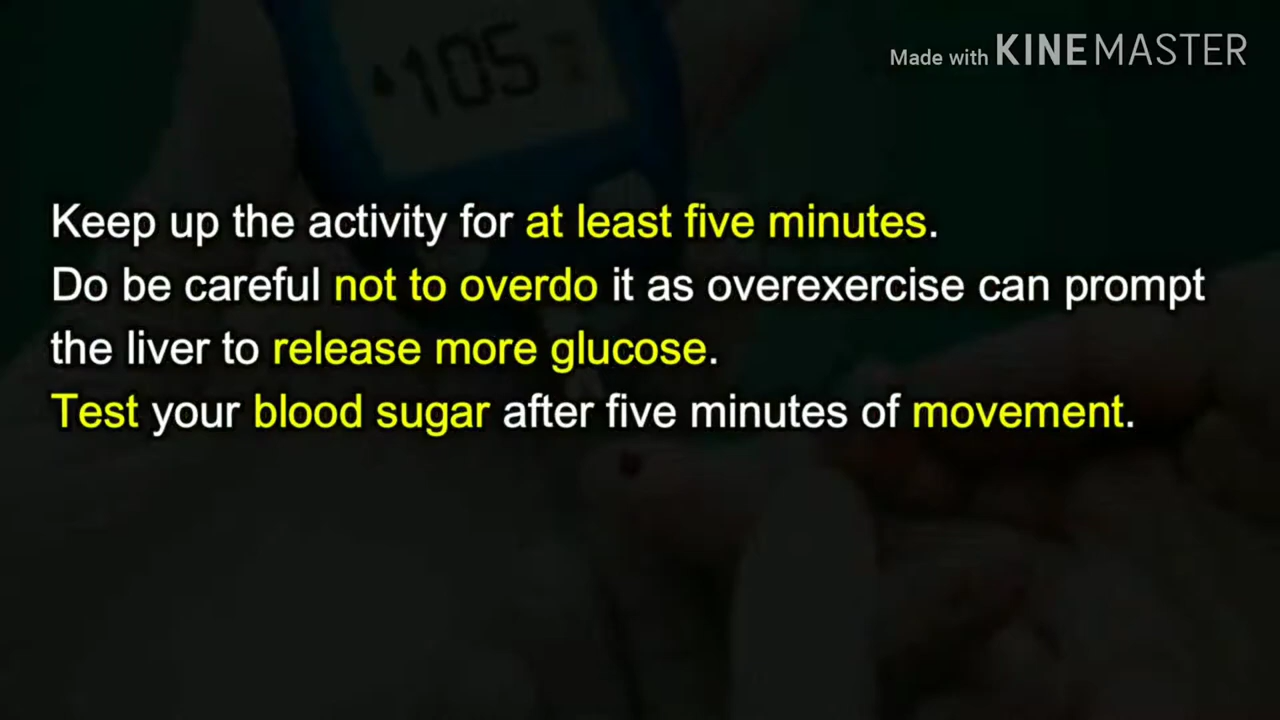 105
Made with KINEMASTER
Keep up the activity for at least five minutes.
Do be careful not to overdo it as overexercise can prompt
the liver to release more glucose.
Test your blood sugar after five minutes of movement.